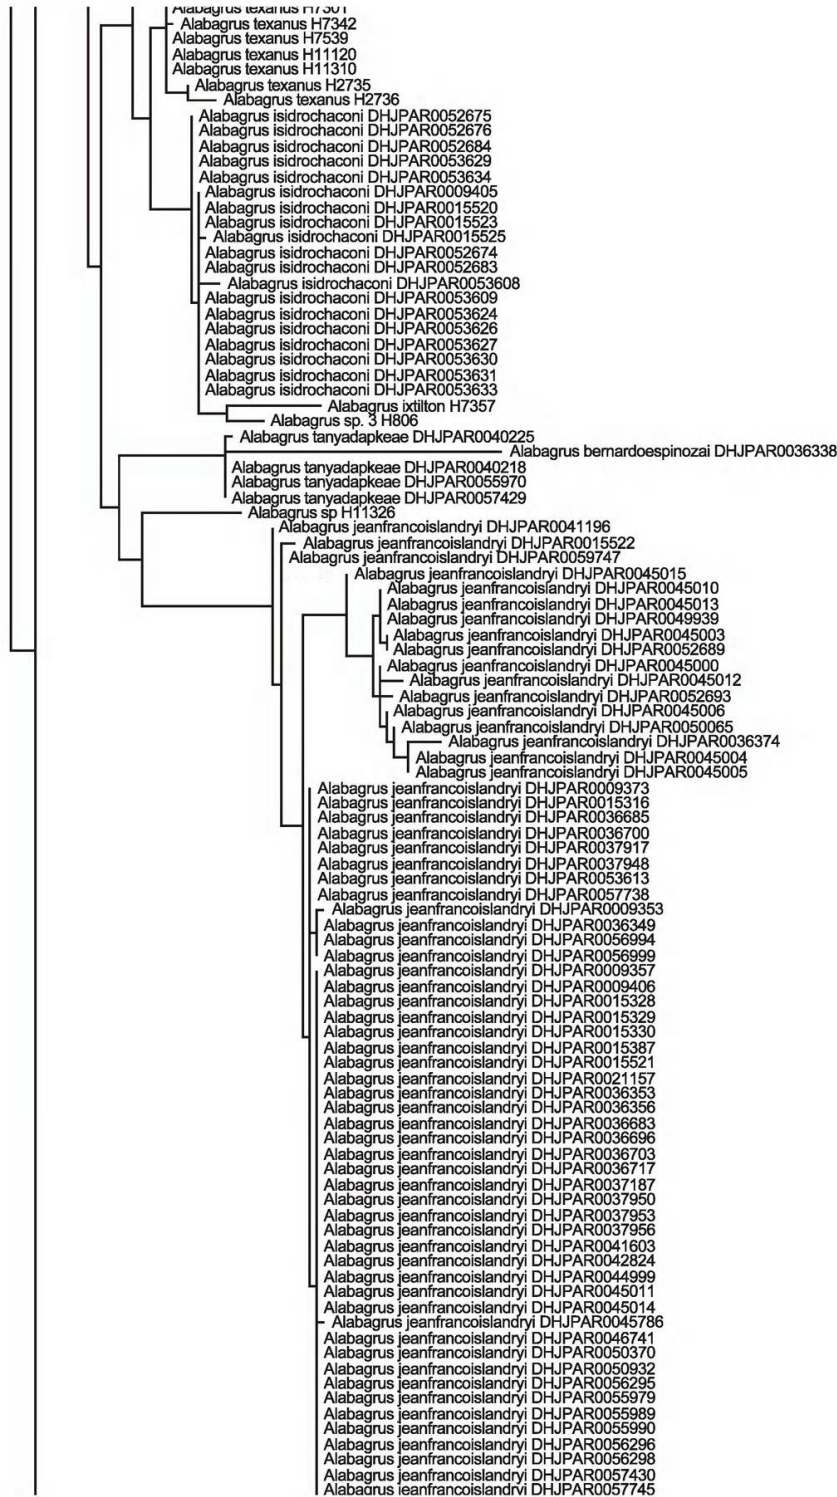 Alabagrus texanus H7301
Alabagrus texanus H7342
Alabagrus texanus H7539
Alabagrus texanus H11120
Alabagrus texanus H11310
Alabagrus texanus H2735
Alabagrus texanus H2736
Alabagrus isidrochaconi DHJPAR0052675
Alabagrus isidrochaconi DHJPAR0052676
Alabagrus isidrochaconi DHJPAR0052684
Alabagrus isidrochaconi DHJPAR0053629
Alabagrus isidrochaconi DHJPAR0053634
Alabagrus isidrochaconi DHJPAR0009405
Alabagrus isidrochaconi DHJPAR0015520
Alabagrus isidrochaconi DHJPAR0015523
Alabagrus isidrochaconi DHJPAR0015525
Alabagrus isidrochaconi DHJPAR0052674
Alabagrus isidrochaconi DHJPAR0052683
Alabagrus isidrochaconi DHJPAR0053608
Alabagrus isidrochaconi DHJPAR0053609
Alabagrus isidrochaconi DHJPAR0053624
Alabagrus isidrochaconi DHJPAR0053626
Alabagrus isidrochaconi DHJPAR0053627
Alabagrus isidrochaconi DHJPAR0053630
Alabagrus isidrochaconi DHJPAR0053631
Alabagrus isidrochaconi DHJPAR0053633
Alabagrus ixtilton H7357
Alabagrus sp. 3 H806
Alabagrus tanyadapkeae DHJPAR0040225
Alabagrus bernardoespinozai DHJPAR0036338
Alabagrus tanyadapkeae DHJPAR0040218
Alabagrus tanyadapkeae DHJPAR0055970
Alabagrus tanyadapkeae DHJPAR0057429
Alabagrus sp H11326
Alabagrus jeanfrancoislandryi DHJPAR0041196
Alabagrus jeanfrancoislandryi DHJPAR0015522
Alabagrus jeanfrancoislandryi DHJPAR0059747
Alabagrus jeanfrancoislandryi DHJPAR0045015
Alabagrus jeanfrancoislandryi DHJPAR0045010
Alabagrus jeanfrancoislandryi DHJPAR0045013
Alabagrus jeanfrancoislandryi DHJPAR0049939
Alabagrus jeanfrancoislandryi DHJPAR0045003
Alabagrus jeanfrancoislandryi DHJPAR0052689
Alabagrus jeanfrancoislandryi DHJPAR0045000
Alabagrus jeanfrancoislandryi DHJPAR0045012
Alabagrus jeanfrancoislandryi DHJPAR0052693
Alabagrus jeanfrancoislandryi DHJPAR0045006
Alabagrus jeanfrancoislandryi DHJPAR0050065
Alabagrus jeanfrancoislandryi DHJPAR0036374
Alabagrus jeanfrancoislandryi DHJPAR0045004
Alabagrus jeanfrancoislandryi DHJPAR0045005
Alabagrus jeanfrancoislandryi DHJPAR0009373
Alabagrus jeanfrancoislandryi DHJPAR0015316
Alabagrus jeanfrancoislandryi DHJPAR0036685
Alabagrus jeanfrancoislandryi DHJPAR0036700
Alabagrus jeanfrancoislandryi DHJPAR0037917
Alabagrus jeanfrancoislandryi DHJPAR0037948
Alabagrus jeanfrancoislandryi DHJPAR0053613
Alabagrus jeanfrancoislandryi DHJPAR0057738
Alabagrus jeanfrancoislandryi DHJPAR0009353
Alabagrus jeanfrancoislandryi DHJPAR0036349
Alabagrus jeanfrancoislandryi DHJPAR0056994
Alabagrus jeanfrancoislandryi DHJPAR0056999
Alabagrus jeanfrancoislandryi DHJPAR0009357
Alabagrus jeanfrancoislandryi DHJPAR0009406
Alabagrus jeanfrancoislandryi DHJPAR0015328
Alabagrus jeanfrancoislandryi DHJPAR0015329
Alabagrus jeanfrancoislandryi DHJPAR0015330
Alabagrus jeanfrancoislandryi DHJPAR0015387
Alabagrus jeanfrancoislandryi DHJPAR0015521
Alabagrus jeanfrancoislandryi DHJPAR0021157
Alabagrus jeanfrancoislandryi DHJPAR0036353
Alabagrus jeanfrancoislandryi DHJPAR0036356
Alabagrus jeanfrancoislandryi DHJPAR0036683
Alabagrus jeanfrancoislandryi DHJPAR0036696
Alabagrus jeanfrancoislandryi DHJPAR0036703
Alabagrus jeanfrancoislandryi DHJPAR0036717
Alabagrus jeanfrancoislandryi DHJPAR0037187
Alabagrus jeanfrancoislandryi DHJPAR0037950
Alabagrus jeanfrancoislandryi DHJPAR0037953
Alabagrus jeanfrancoislandryi DHJPAR0037956
Alabagrus jeanfrancoislandryi DHJPAR0041603
Alabagrus jeanfrancoislandryi DHJPAR0042824
Alabagrus jeanfrancoislandryi DHJPAR0044999
Alabagrus jeanfrancoislandryi DHJPAR0045011
Alabagrus jeanfrancoislandryi DHJPAR0045014
Alabagrus jeanfrancoislandryi DHJPAR0045786
Alabagrus jeanfrancoislandryi DHJPAR0046741
Alabagrus jeanfrancoislandryi DHJPAR0050370
Alabagrus jeanfrancoislandryi DHJPAR0050932
Alabagrus jeanfrancoislandryi DHJPAR0056295
Alabagrus jeanfrancoislandryi DHJPAR0055979
Alabagrus jeanfrancoislandryi DHJPAR0055989
Alabagrus jeanfrancoislandryi DHJPAR0055990
Alabagrus jeanfrancoislandryi DHJPAR0056296
Alabagrus jeanfrancoislandryi DHJPAR0056298
Alabagrus jeanfrancoislandryi DHJPAR0057430
Alabagrus jeanfrancoislandryi DHJPAR0057745